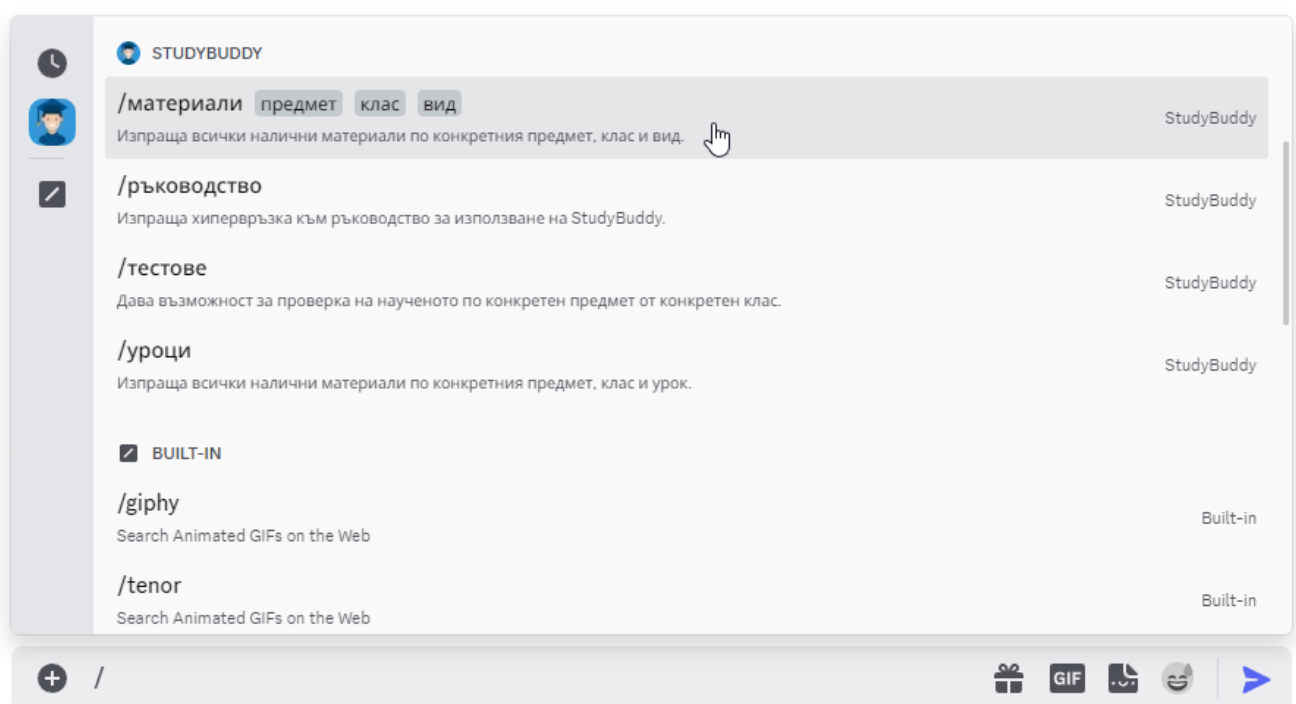 STUDYBUDDY
/материали предмет клас вид
Изпраща всички налични материали по конкретния предмет, клас и вид.
StudyBuddy
/ръководство
Изпраща хипервръзка към ръководство за използване на StudyBuddy.
StudyBuddy
/тестове
Дава възможност за проверка на наученото по конкретен предмет от конкретен клас.
StudyBuddy
/уроци
Изпраща всички налични материали по конкретния предмет, клас и урок.
StudyBuddy
BUILT-IN
/giphy
Search Animated GIFs on the Web
Built-in
/tenor
Search Animated GIFs on the Web
Built-in
/
GIF